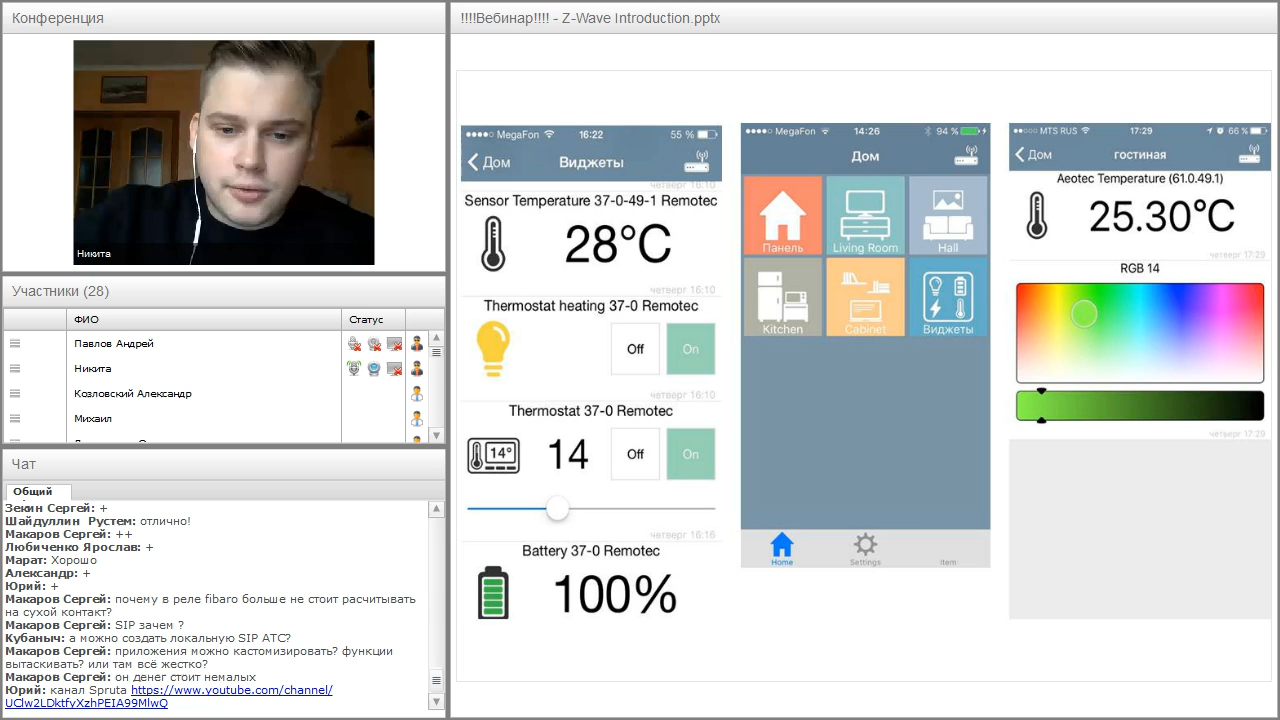 Конференция
Никита
Участники (28)
ФИО
Статус
Павлов Андрей
Никита
Козловский Александр
Михаил
Чат
Общий
Зекин Сергей: +
Шайдуллин Рустем: отлично!
Макаров Сергей: ++
Любиченко Ярослав: +
Марат: Хорошо
Александр: +
Юрий: +
Макаров Сергей: почему в реле fibaro больше не стоит расчитывать
на сухой контакт?
Макаров Сергей: SIP зачем ?
Кубаныч: а можно создать локальную SIP АТС?
Макаров Сергей: приложения можно кастомизировать? функции
вытаскивать? или там всё жестко?
Макаров Сергей: он денег стоит немалых
Юрий: канал Spruta https://www.youtube.com/channel/
UClw2LDktfyXzhPEIA99MlwQ
!!!!Вебинар!!!! - Z-Wave Introduction.pptx
MegaFon 16:22 55 %
Дом Виджеты
четверг 16:10
Sensor Temperature 37-0-49-1 Remotec
28°C
четверг 16:10
Thermostat heating 37-0 Remotec
Off On
четверг 16:10
Thermostat 37-0 Remotec
14° 14 Off On
четверг 16:16
Battery 37-0 Remotec
100%
MegaFon 14:26 94 %
Дом
Панель Living Room Hall
Kitchen Cabinet Виджеты
Home Settings Item
MTS RUS 17:29 66 %
Дом гостиная
Aeotec Temperature (61.0.49.1)
25.30°C
четверг 17:29
RGB 14
четверг 17:29